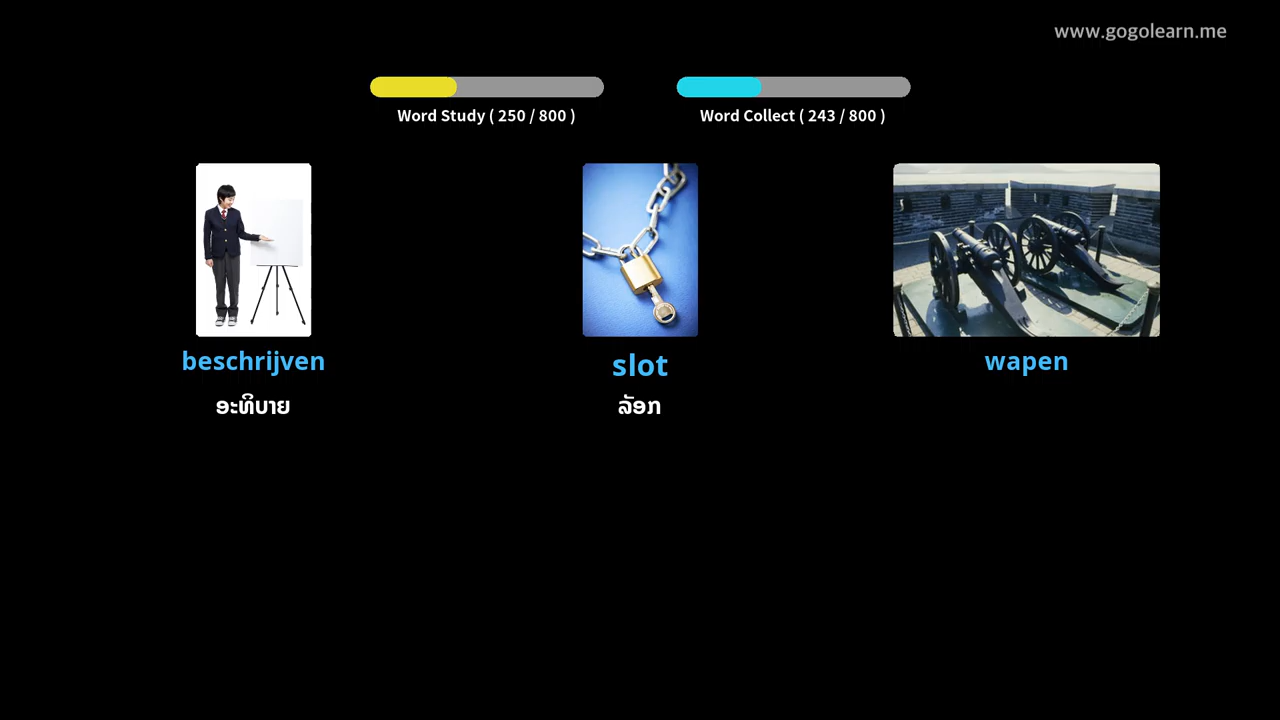 www.gogolearn.me
Word Study ( 250 / 800 )
Word Collect ( 243 / 800 )
beschrijven
slot
wapen
ອະທິບາຍ
ລັອກ